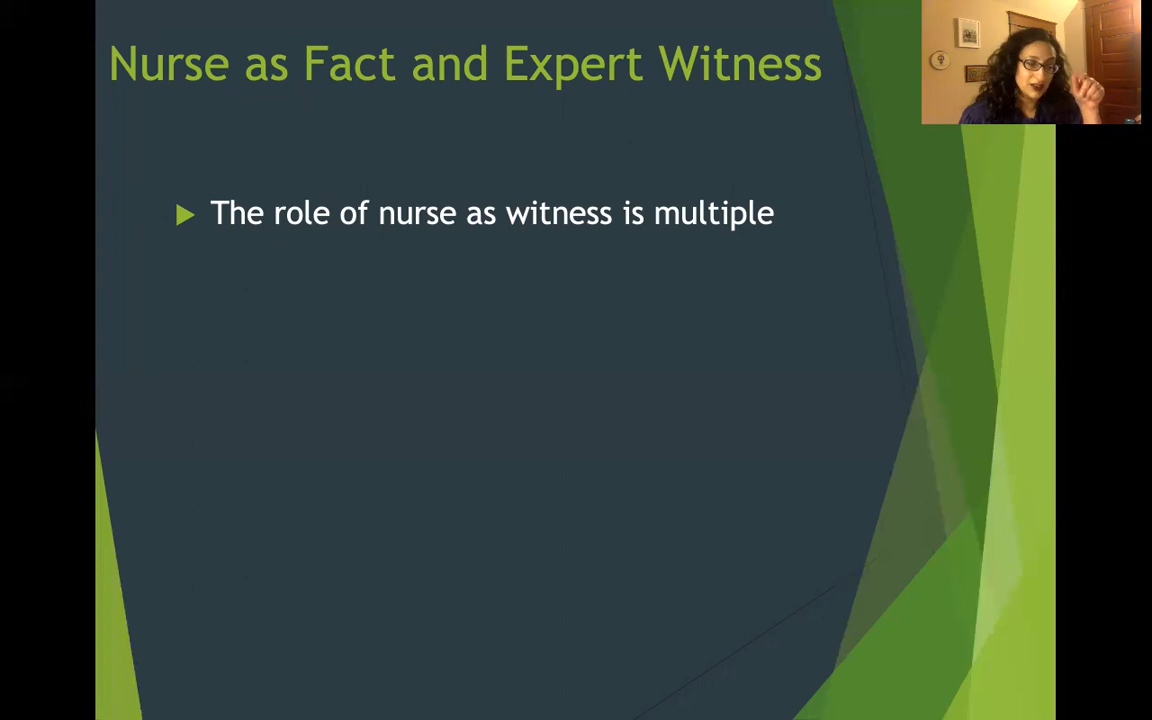 Nurse as Fact and Expert Witness
The role of nurse as witness is multiple